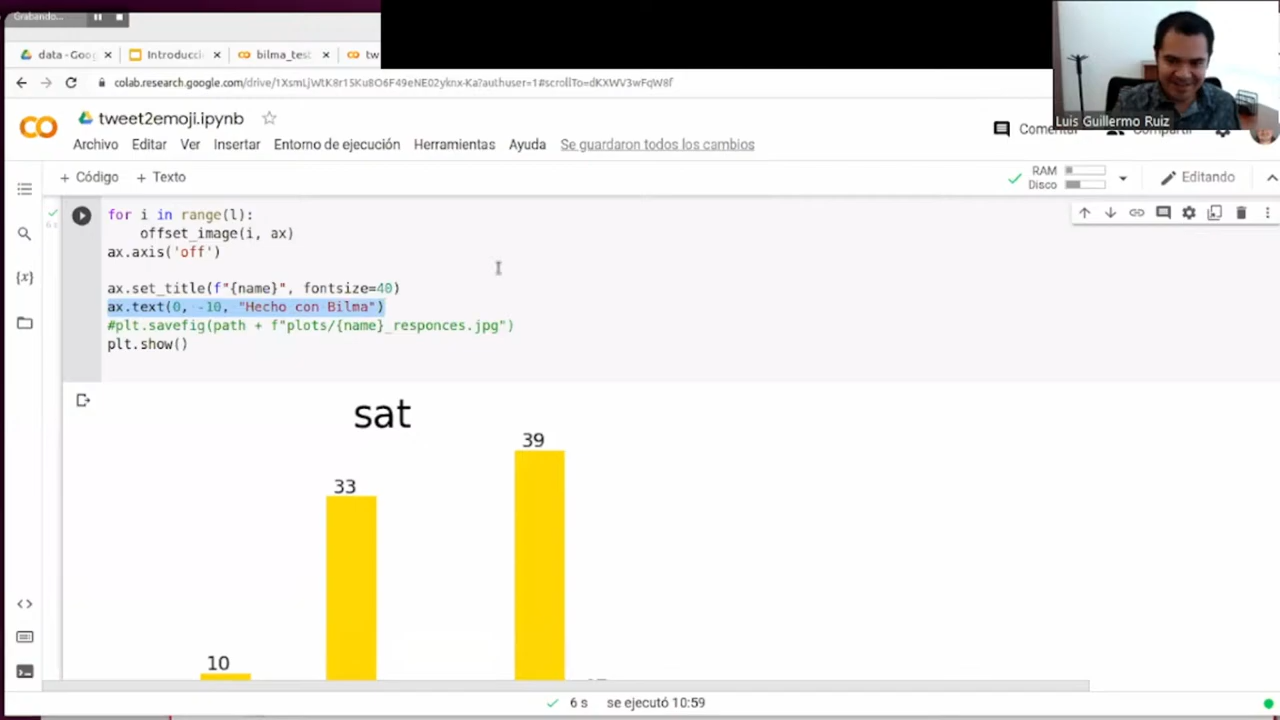 Grabando...
data - Goo
Introducci
bilma_test
tw
colab.research.google.com/drive/1XsmLjWtK8r15Ku8O6F49eNE02yknx-Ka?authuser=1#scrollTo=dKXWV3wFqW8f
Luis Guillermo Ruiz
tweet2emoji.ipynb
Archivo Editar Ver Insertar Entorno de ejecución Herramientas Ayuda Se guardaron todos los cambios
+ Código + Texto
RAM
Disco
Editando
6 s
for i in range(l):
offset_image(i, ax)
ax.axis('off')
ax.set_title(f"{name}", fontsize=40)
ax.text(0, -10, "Hecho con Bilma")
#plt.savefig(path + f"plots/{name}_responces.jpg")
plt.show()
sat
39
33
10
6 s se ejecutó 10:59